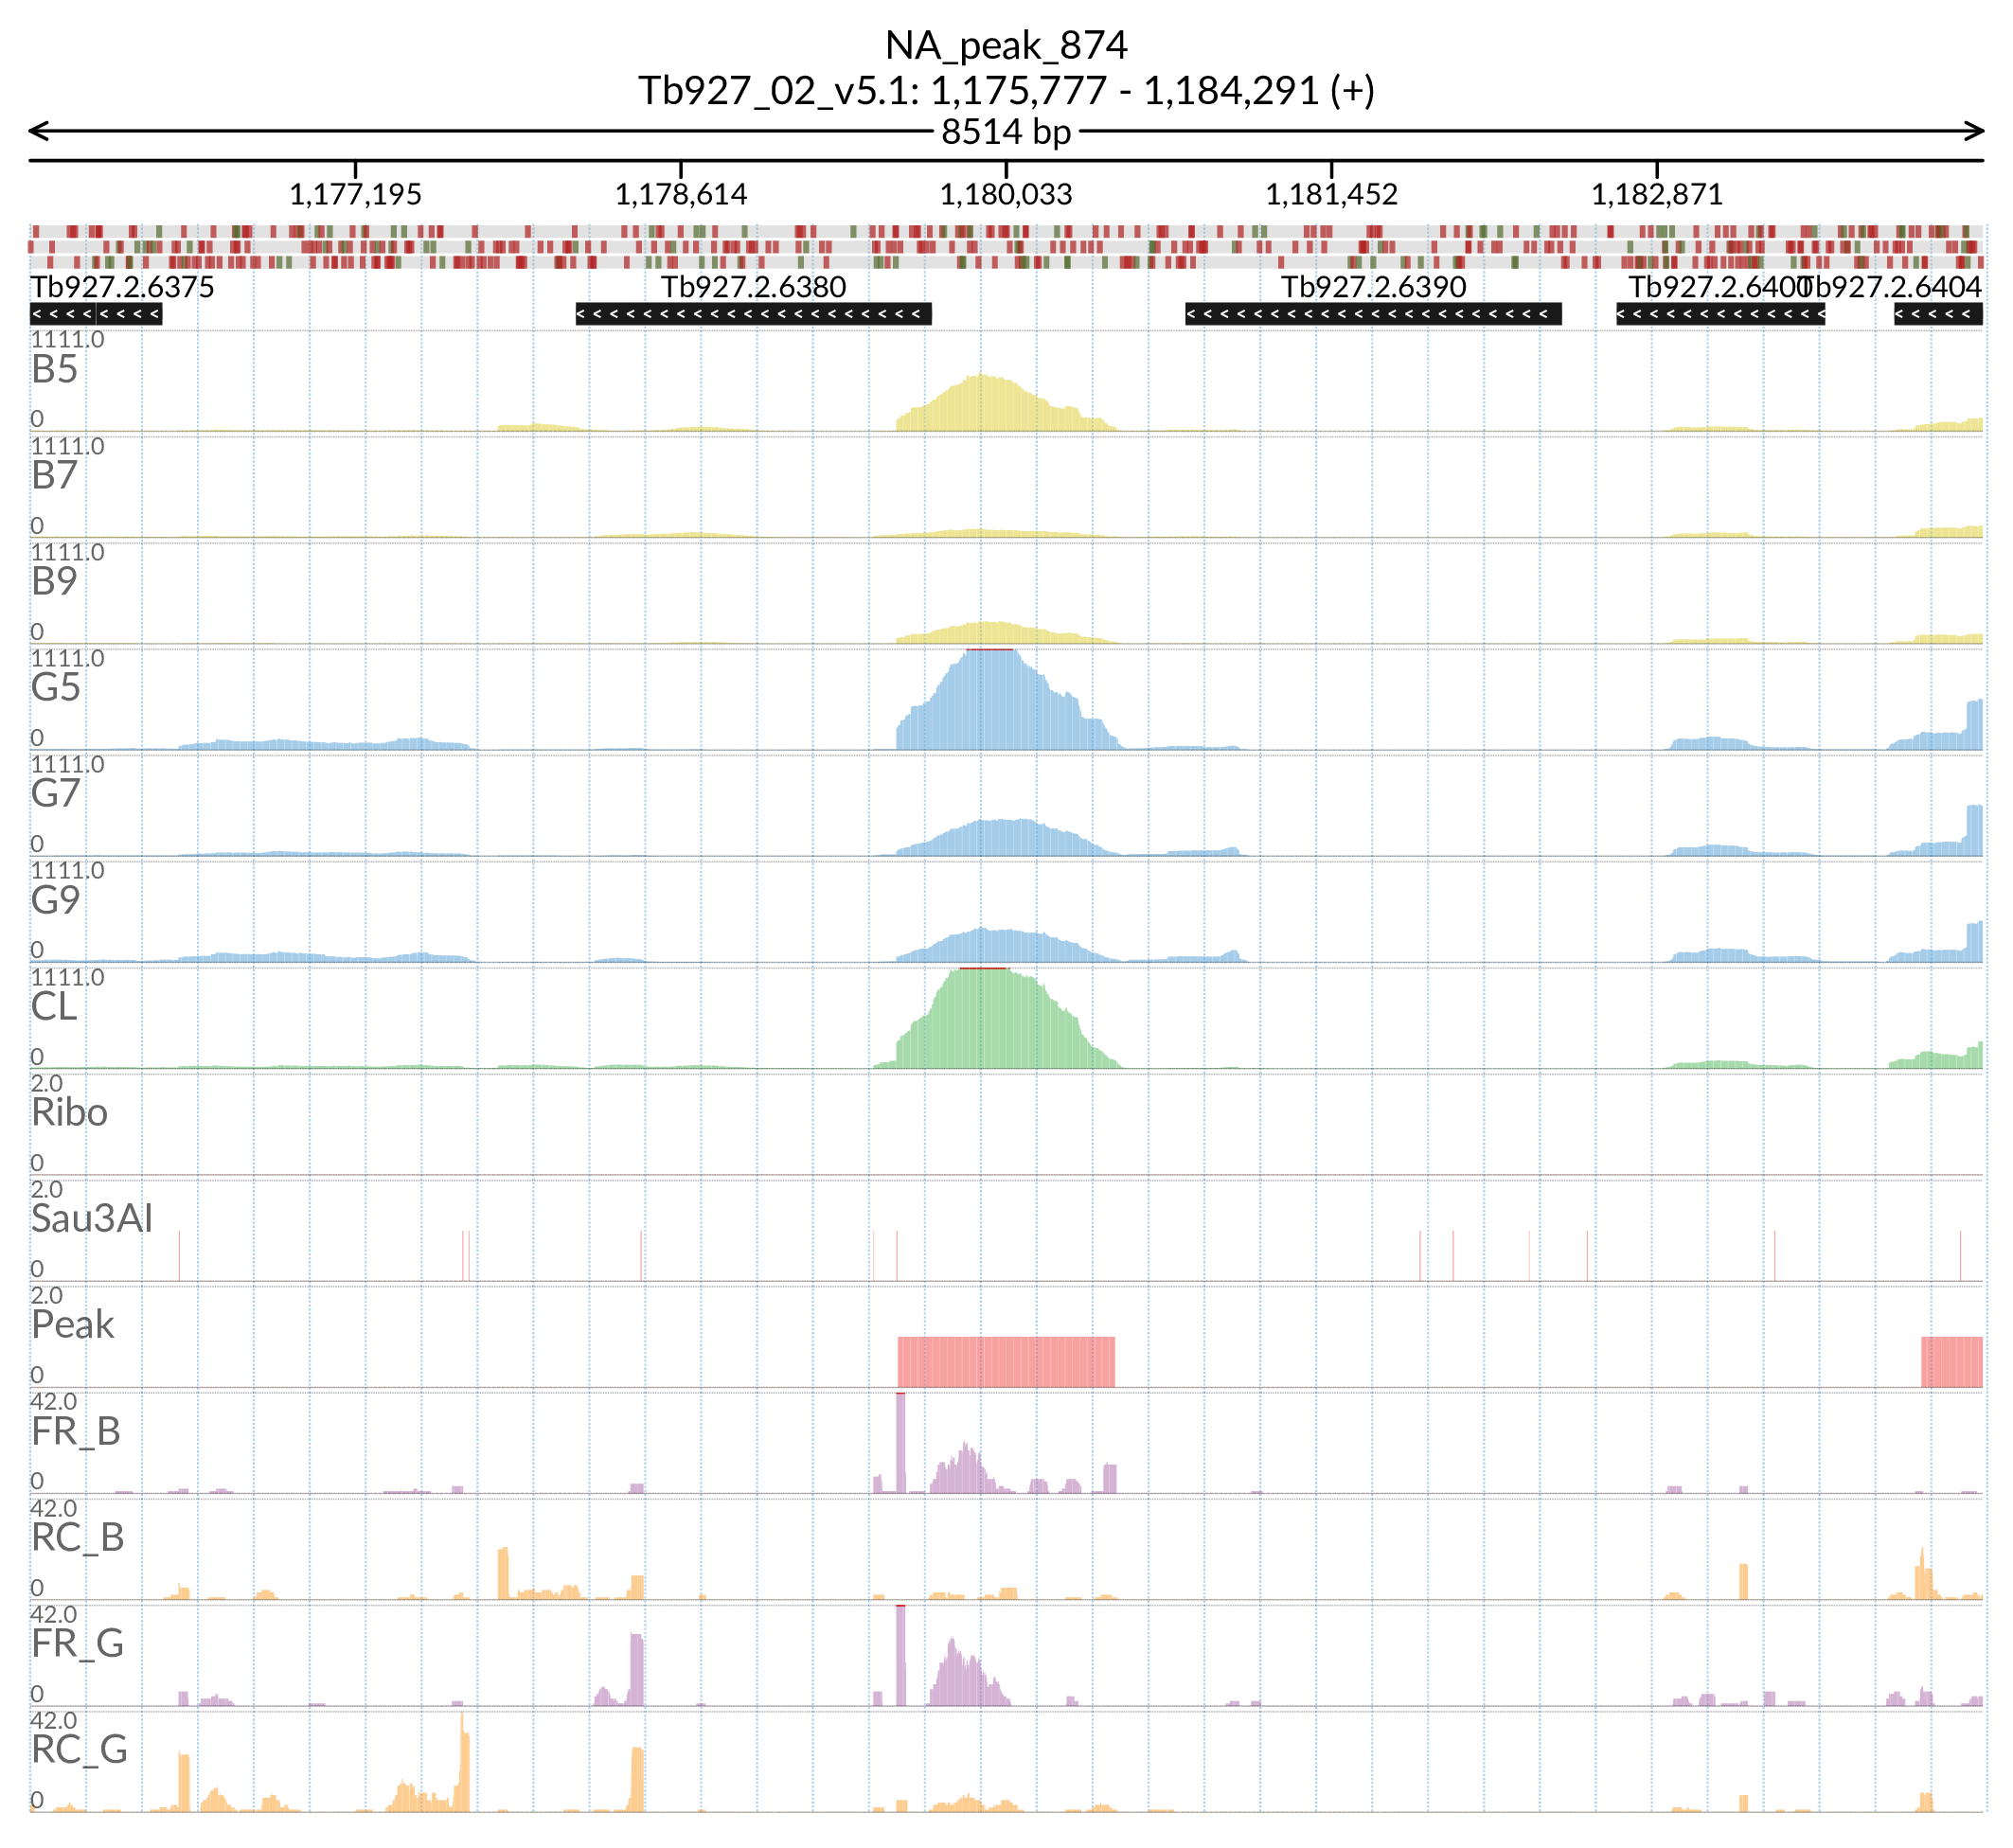 NA_peak_874
Tb927_02_v5.1: 1,175,777 - 1,184,291 (+)
8514 bp
1,177,195 1,178,614 1,180,033 1,181,452 1,182,871
Tb927.2.6375 Tb927.2.6380 Tb927.2.6390 Tb927.2.6400 Tb927.2.6404
1111.0
B5
0
1111.0
B7
0
1111.0
B9
0
1111.0
G5
0
1111.0
G7
0
1111.0
G9
0
1111.0
CL
0
2.0
Ribo
0
2.0
Sau3AI
0
2.0
Peak
0
42.0
FR_B
0
42.0
RC_B
0
42.0
FR_G
0
42.0
RC_G
0